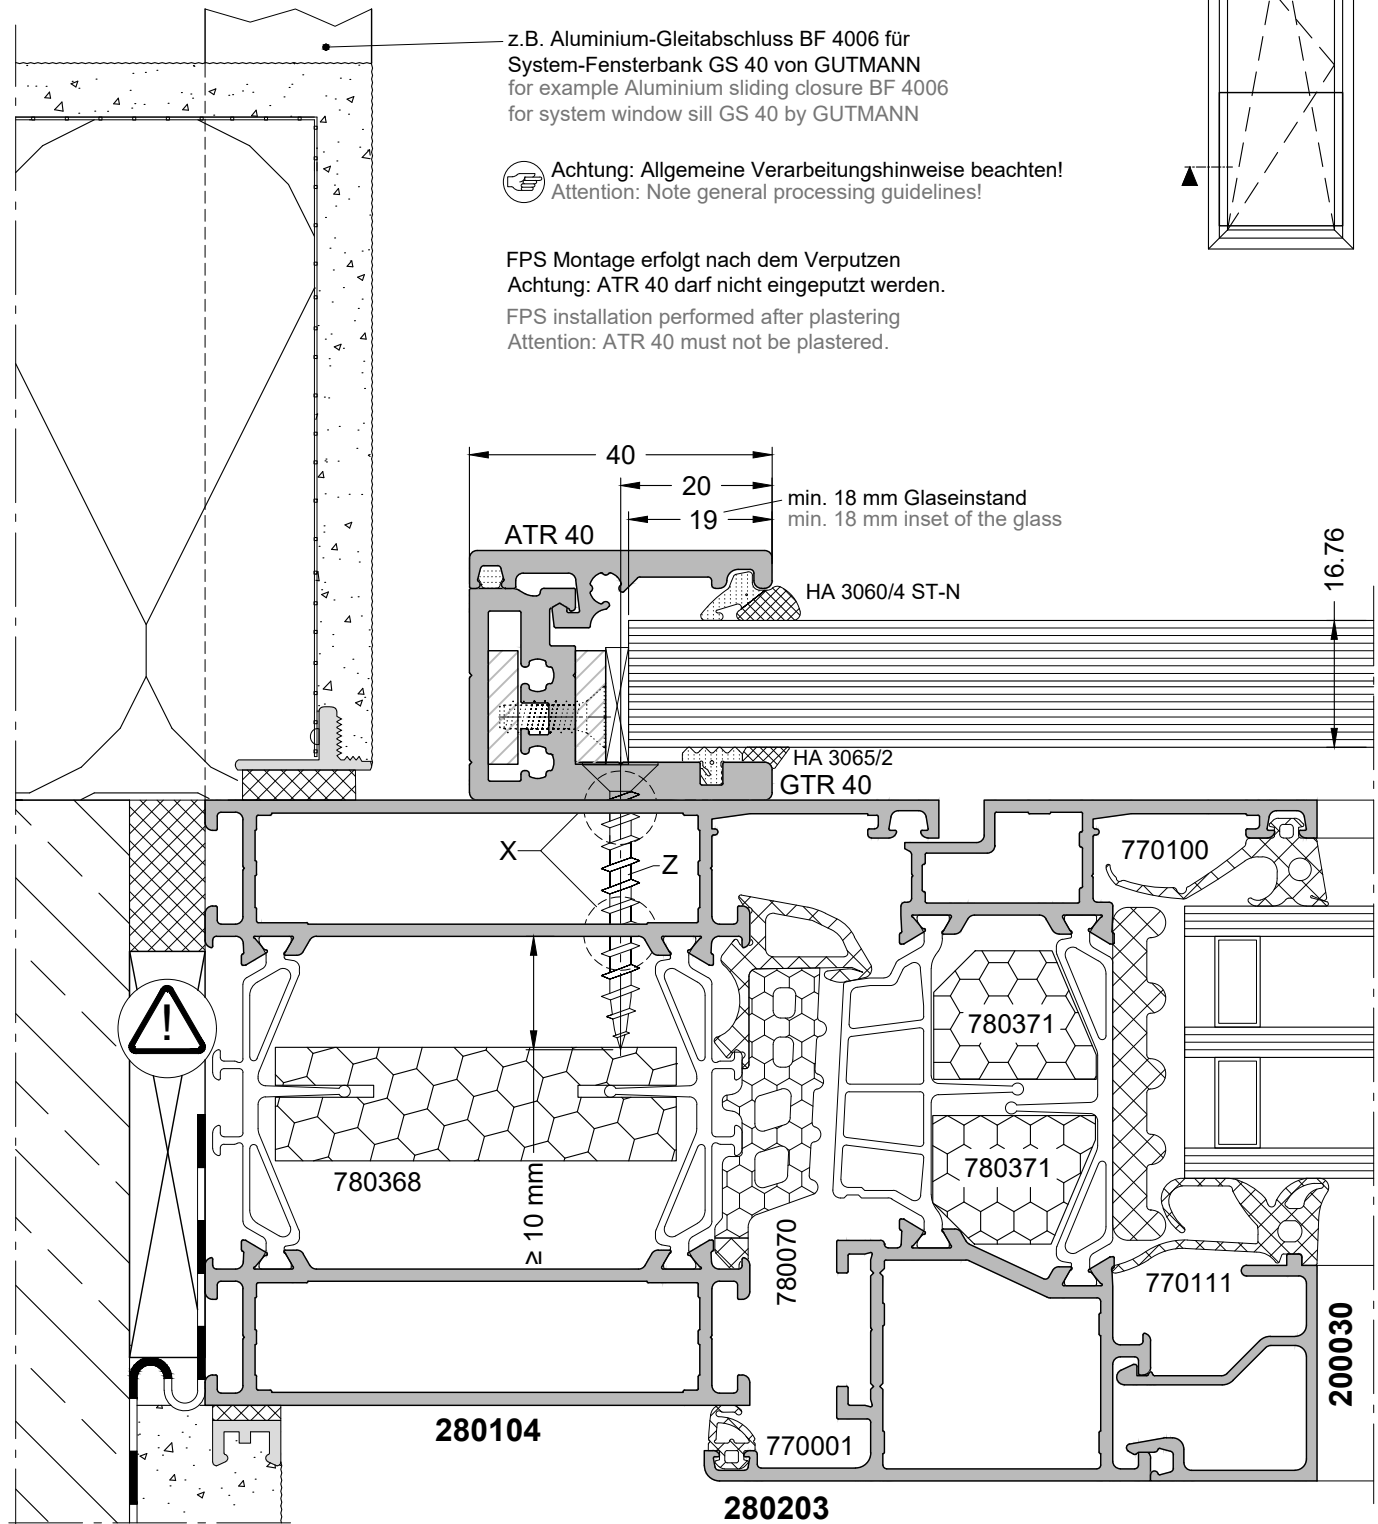 z.B. Aluminium-Gleitabschluss BF 4006 für
System-Fensterbank GS 40 von GUTMANN
for example Aluminium sliding closure BF 4006
for system window sill GS 40 by GUTMANN
Achtung: Allgemeine Verarbeitungshinweise beachten!
Attention: Note general processing guidelines!
FPS Montage erfolgt nach dem Verputzen
Achtung: ATR 40 darf nicht eingeputzt werden.
FPS installation performed after plastering
Attention: ATR 40 must not be plastered.
40
20
19
min. 18 mm Glaseinstand
min. 18 mm inset of the glass
ATR 40
16.76
HA 3060/4 ST-N
HA 3065/2
GTR 40
X
Z
770100
780371
!
780371
780368
≥ 10 mm
780070
770111
200030
280104
770001
280203